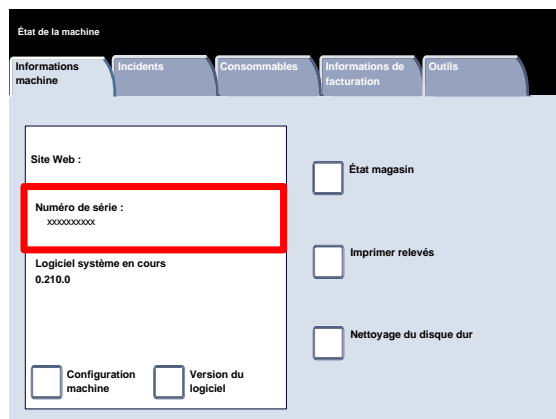 État de la machine
Informations machine
Incidents
Consommables
Informations de facturation
Outils
Site Web :
Numéro de série :
xxxxxxxxxx
Logiciel système en cours
0.210.0
Configuration machine
Version du logiciel
État magasin
Imprimer relevés
Nettoyage du disque dur